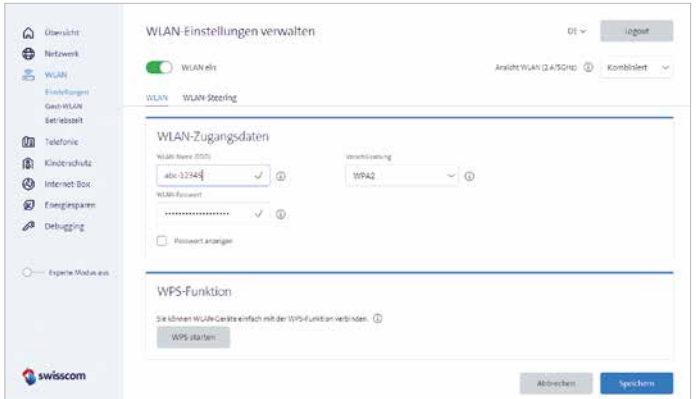 Übersicht
Netzwerk
WLAN
Einstellungen
Gast-WLAN
Betriebszeit
Telefonie
Kinderschutz
Internet-Box
Energiesparen
Debugging
Experte Modus aus
swisscom
WLAN-Einstellungen verwalten
DE
Logout
WLAN ein
Ansicht WLAN (2.4/5GHz)
Kombiniert
WLAN WLAN-Steering
WLAN-Zugangsdaten
WLAN Name (SSID)
Verschlüsselung
abc-12345
WPA2
WLAN-Passwort
••••••••••••••••••
Passwort anzeigen
WPS-Funktion
Sie können WLAN-Geräte einfach mit der WPS-Funktion verbinden.
WPS starten
Abbrechen
Speichern